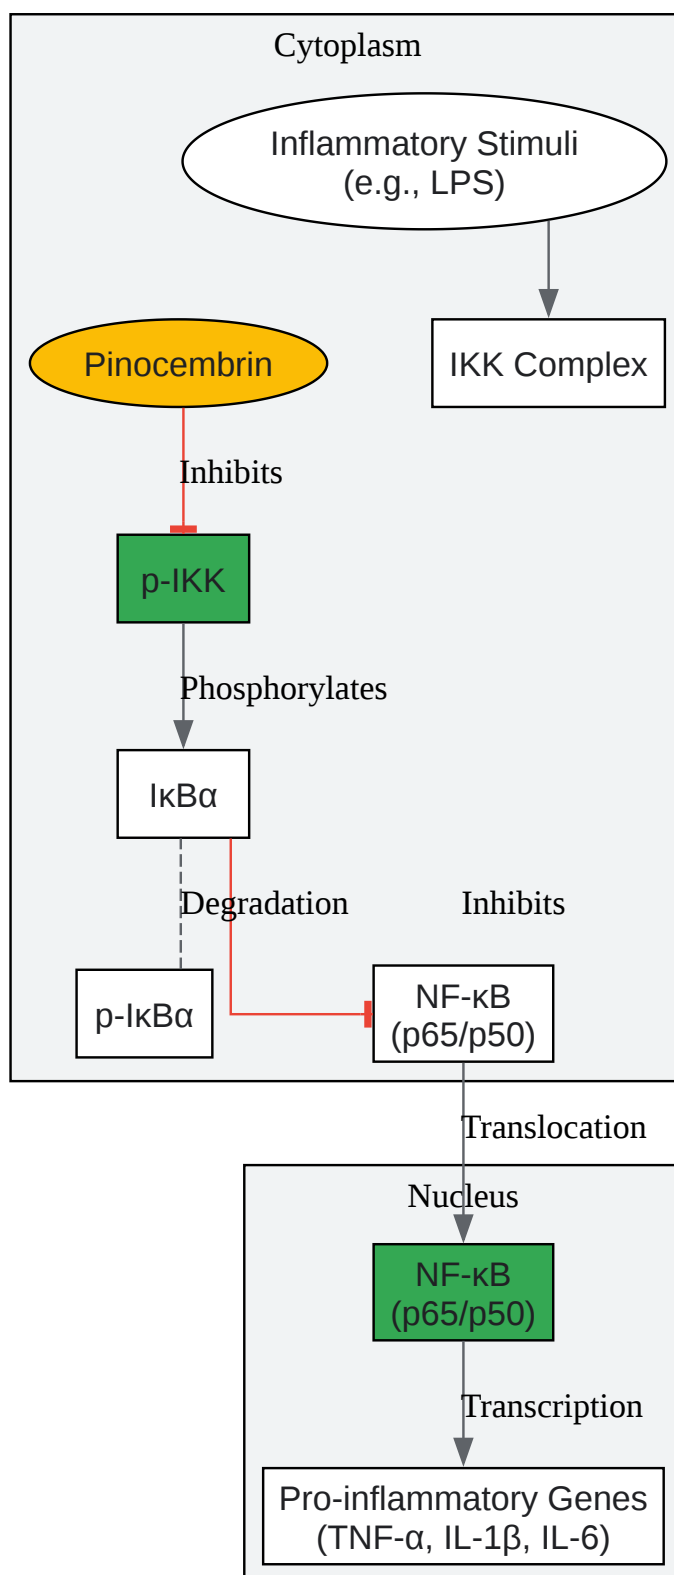 Cytoplasm
Inflammatory Stimuli
(e.g., LPS)
Pinocembrin
IKK Complex
Inhibits
p-IKK
Phosphorylates
IκBα
Degradation
Inhibits
p-IκBα
NF-κB
(p65/p50)
Translocation
Nucleus
NF-κB
(p65/p50)
Transcription
Pro-inflammatory Genes
(TNF-α, IL-1β, IL-6)